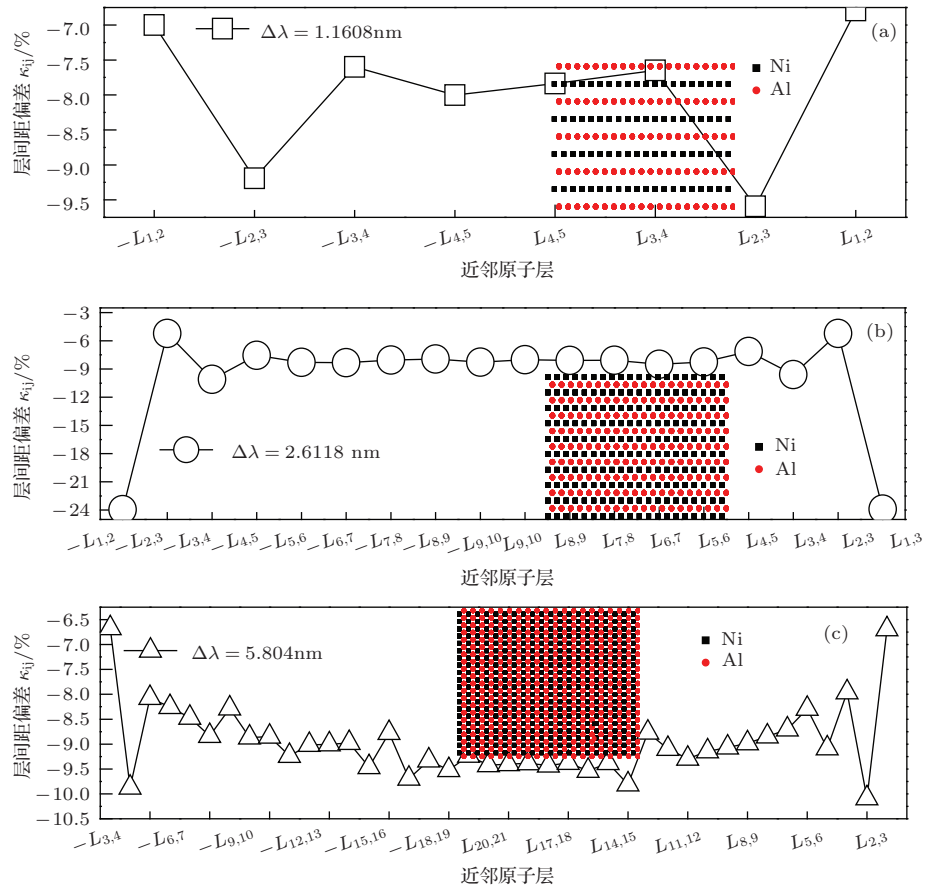 (a)
层间距偏差 κij/%
−7.0
−7.5
−8.0
−8.5
−9.0
−9.5
Δλ = 1.1608nm
Ni
Al
−L1,2
−L2,3
−L3,4
−L4,5
L4,5
L3,4
L2,3
L1,2
近邻原子层
(b)
层间距偏差 κij/%
−3
−6
−9
−12
−15
−18
−21
−24
Δλ = 2.6118 nm
Ni
Al
−L1,2
−L2,3
−L3,4
−L4,5
−L5,6
−L6,7
−L7,8
−L8,9
−L9,10
L9,10
L8,9
L7,8
L6,7
L5,6
L4,5
L3,4
L2,3
L1,3
近邻原子层
(c)
层间距偏差 κij/%
−6.5
−7.0
−7.5
−8.0
−8.5
−9.0
−9.5
−10.0
−10.5
Δλ = 5.804nm
Ni
Al
−L3,4
−L6,7
−L9,10
−L12,13
−L15,16
−L18,19
L20,21
L17,18
L14,15
L11,12
L8,9
L5,6
L2,3
近邻原子层